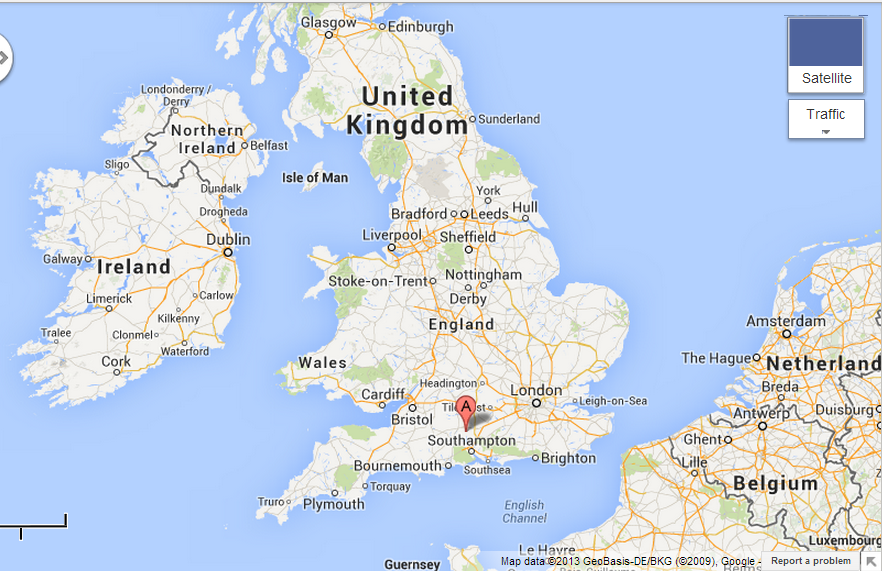 Glasgow
Edinburgh
Satellite
Londonderry /
Derry
United
Kingdom
Traffic
Sunderland
Northern
Ireland
Belfast
Sligo
Isle of Man
Dundalk
York
Drogheda
Bradford
Leeds
Hull
Liverpool
Sheffield
Dublin
Galway
Ireland
Stoke-on-Trent
Nottingham
Derby
Limerick
Carlow
Kilkenny
England
Amsterdam
Tralee
Clonmel
Waterford
The Hague
Netherland
Cork
Wales
Headington
Breda
Cardiff
London
Leigh-on-Sea
A
Antwerp
Duisburg
Bristol
Southampton
Ghent
Bournemouth
Southsea
Brighton
Lille
Torquay
Belgium
Truro
Plymouth
English
Channel
Luxembourg
Le Havre
Guernsey
Map data ©2013 GeoBasis-DE/BKG (©2009), Google -
Report a problem